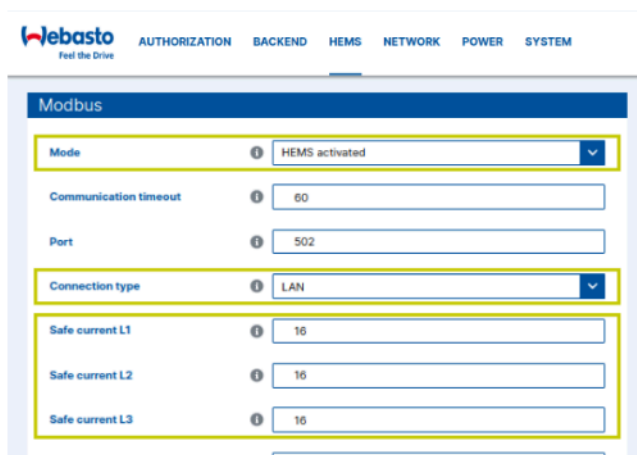 Webasto
Feel the Drive
AUTHORIZATION BACKEND HEMS NETWORK POWER SYSTEM
Modbus
Mode HEMS activated
Communication timeout 60
Port 502
Connection type LAN
Safe current L1 16
Safe current L2 16
Safe current L3 16